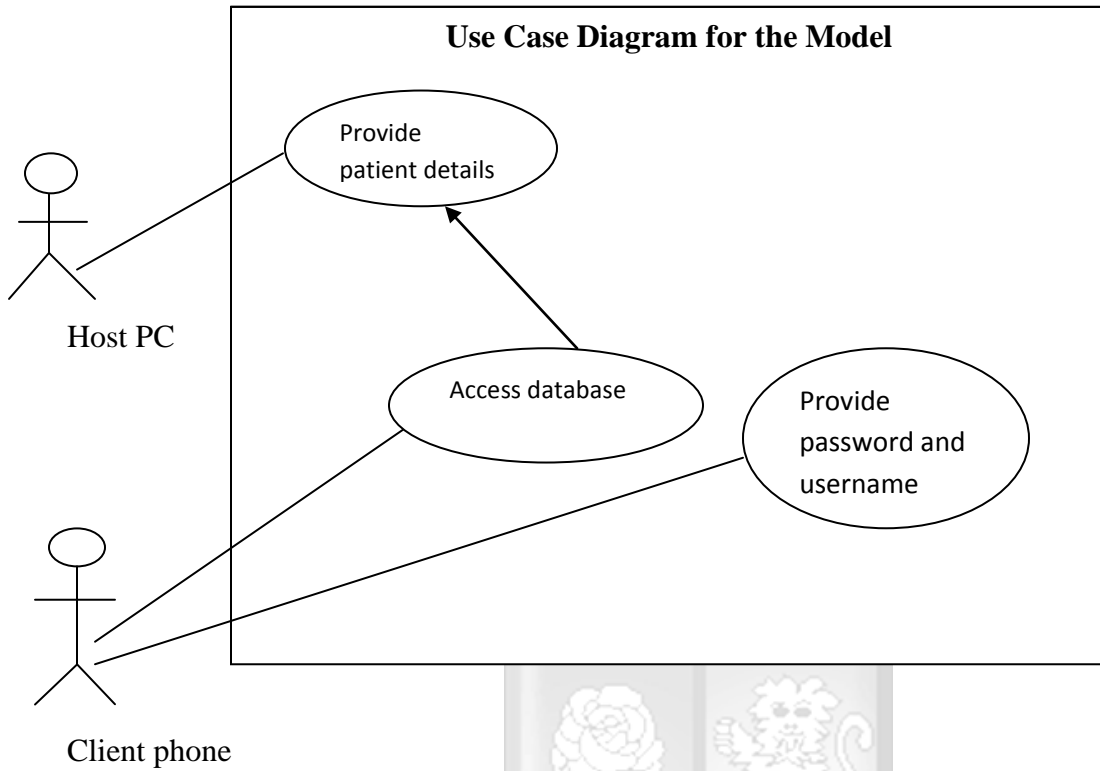 Use Case Diagram for the Model
Provide
patient details
Host PC
Access database
Provide
password and
username
Client phone